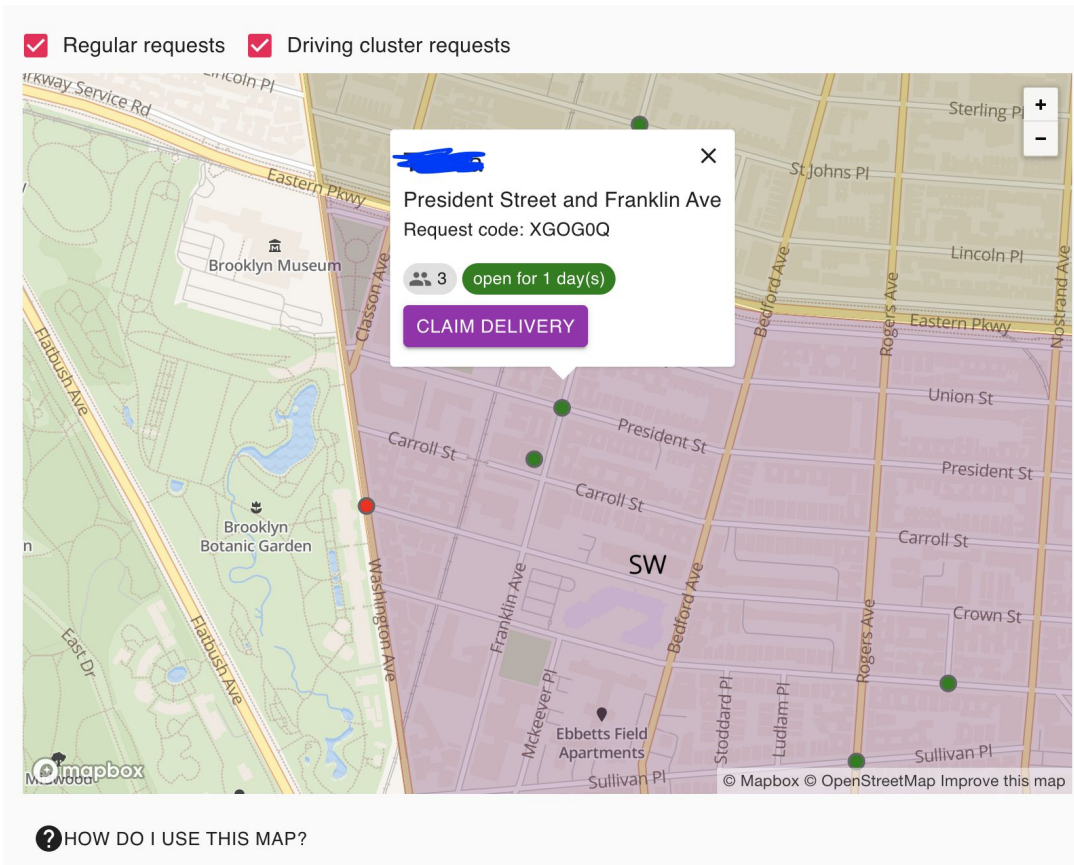 Regular requests
Driving cluster requests
Lincoln Pl
rkway Service Rd
Sterling Pl
+
−
Eastern Pkwy
St Johns Pl
President Street and Franklin Ave
Request code: XGOG0Q
3
open for 1 day(s)
CLAIM DELIVERY
Brooklyn Museum
Lincoln Pl
Classon Ave
Bedford Ave
Rogers Ave
Nostrand Ave
Eastern Pkwy
Flatbush Ave
Union St
President St
Carroll St
President St
Carroll St
Brooklyn
Botanic Garden
n
Carroll St
SW
Washington Ave
Franklin Ave
Bedford Ave
Rogers Ave
Crown St
East Dr
Flatbush Ave
Mckeever Pl
Stoddard Pl
Ludlam Pl
Ebbetts Field
Apartments
Sullivan Pl
Sullivan Pl
mapbox
© Mapbox © OpenStreetMap Improve this map
? HOW DO I USE THIS MAP?